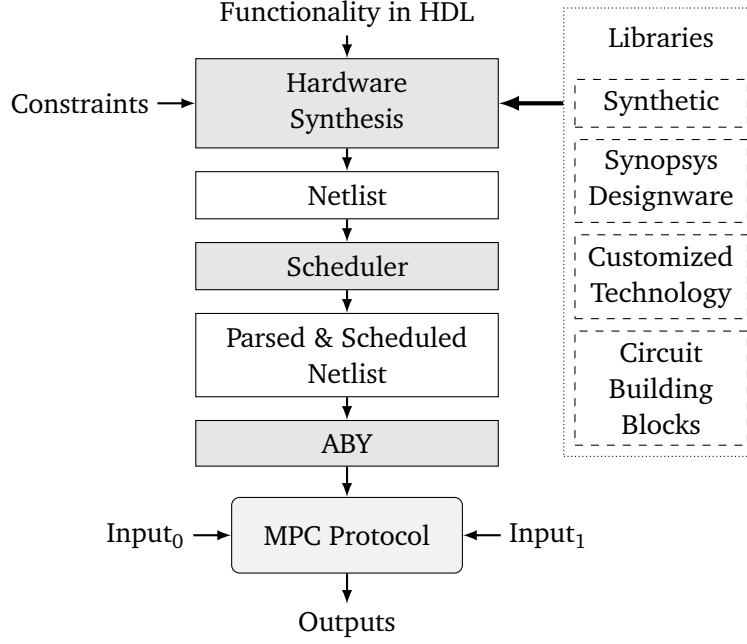 Functionality in HDL
Constraints
Hardware
Synthesis
Netlist
Scheduler
Parsed & Scheduled
Netlist
ABY
Input₀
MPC Protocol
Input₁
Outputs
Libraries
Synthetic
Synopsys
Designware
Customized
Technology
Circuit
Building
Blocks